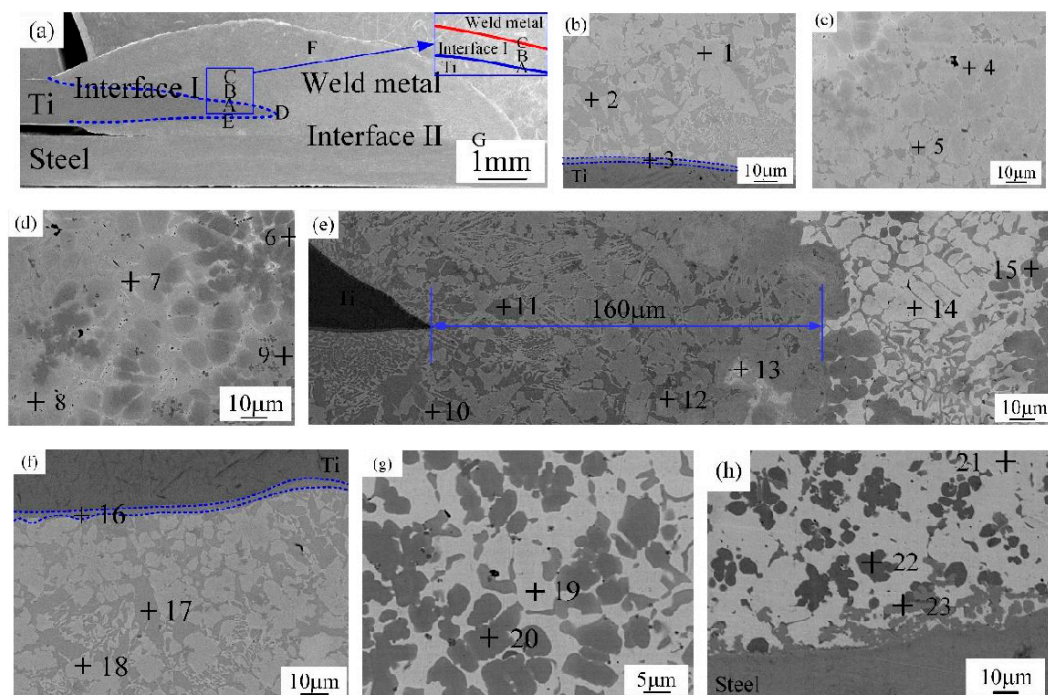 (a)
F
Weld metal
Interface I
C
B
Ti
A
Interface I
C
B
A
Weld metal
Ti
D
E
Interface II
G
Steel
1mm
(b)
+ 1
+ 2
+ 3
Ti
10μm
(c)
+ 4
+ 5
10μm
(d)
6 +
+ 7
9 +
+ 8
10μm
(e)
Ti
+ 11
160μm
15 +
+ 14
+ 13
+ 10
+ 12
10μm
(f)
Ti
+ 16
+ 17
+ 18
10μm
(g)
+ 19
+ 20
5μm
(h)
21 +
+ 22
+ 23
Steel
10μm